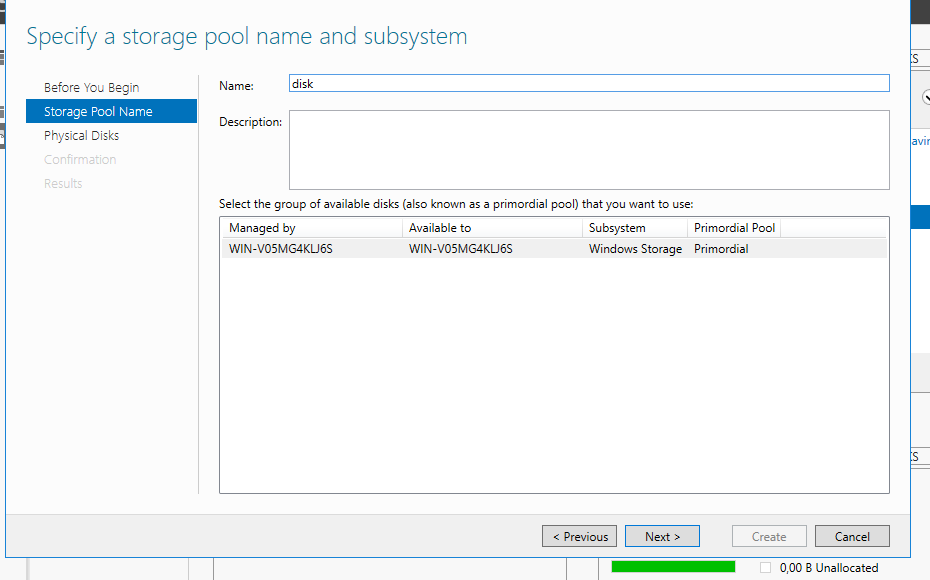 Specify a storage pool name and subsystem
Before You Begin
Storage Pool Name
Physical Disks
Confirmation
Results
Name:
disk
Description:
Select the group of available disks (also known as a primordial pool) that you want to use:
Managed by Available to Subsystem Primordial Pool
WIN-V05MG4KLJ6S WIN-V05MG4KLJ6S Windows Storage Primordial
< Previous Next > Create Cancel
0,00 B Unallocated